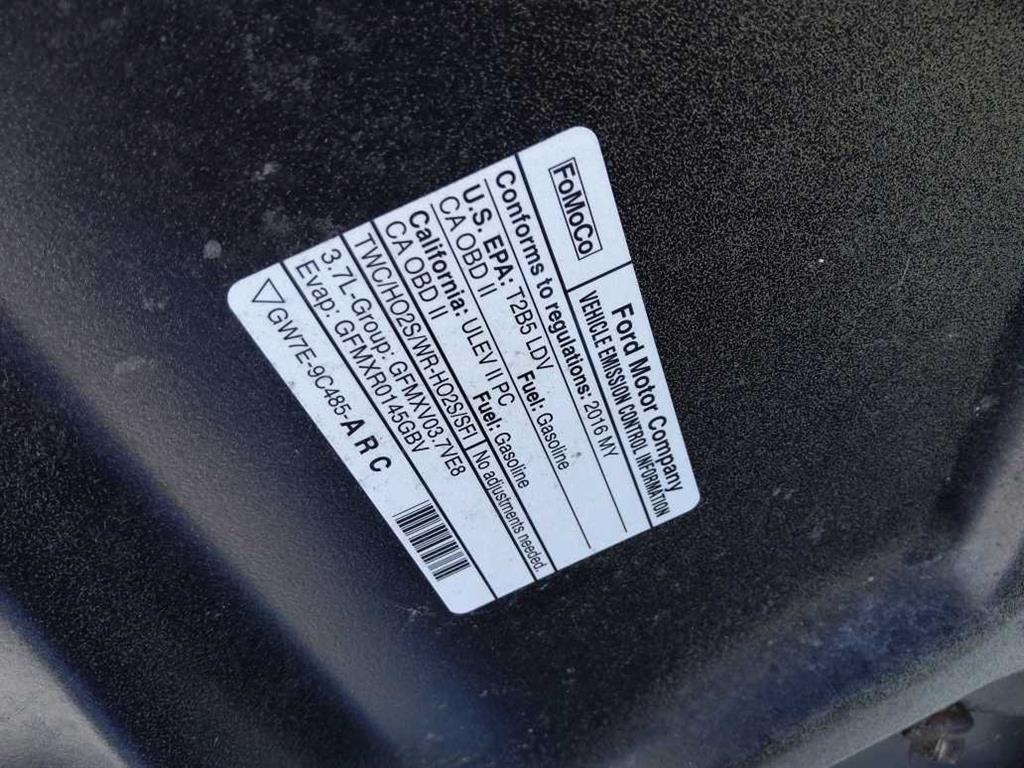 FoMoCo
Ford Motor Company
VEHICLE EMISSION CONTROL INFORMATION
Conforms to regulations: 2016 MY
U.S. EPA: T2B5 LDV Fuel: Gasoline
CA OBD II
California: ULEV II PC Fuel: Gasoline
CA OBD II
TWC/HO2S/WR-HO2S/SFI No adjustments needed.
3.7L-Group: GFMXV03.7VE8
Evap: GFMXR0145GBV
GW7E-9C485-A R C